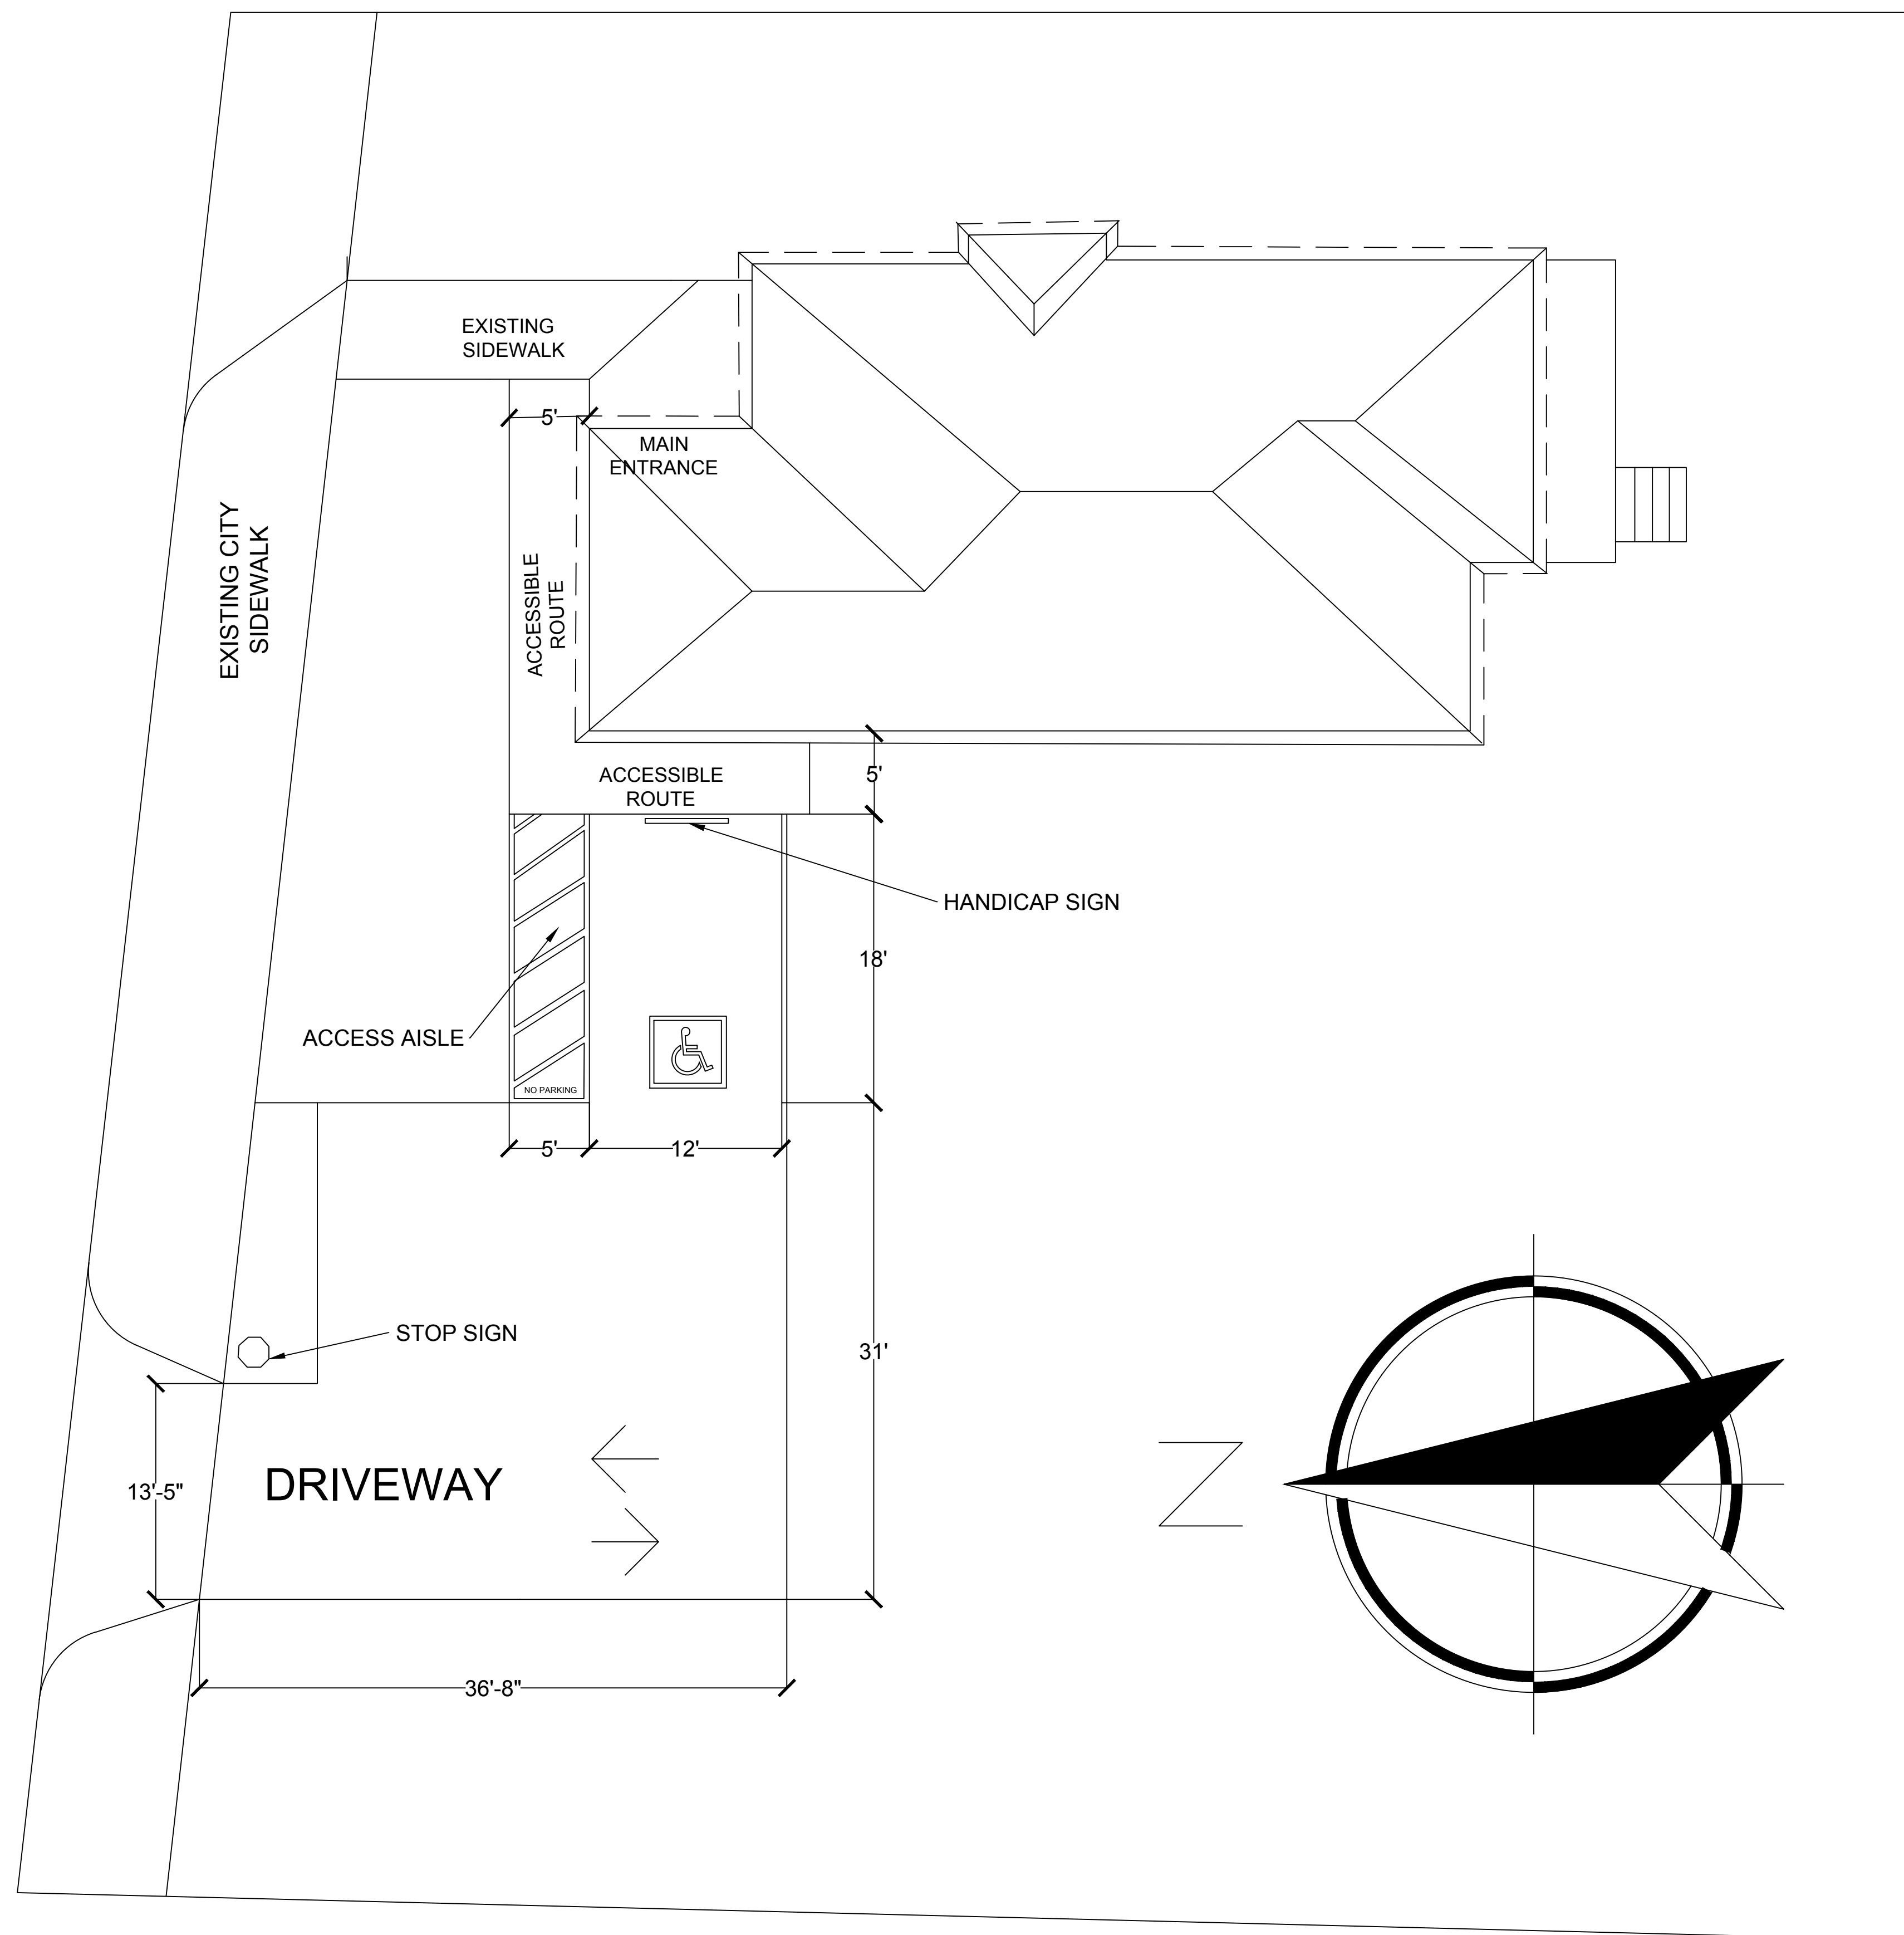 EXISTING
SIDEWALK
5'
MAIN
ENTRANCE
EXISTING CITY
SIDEWALK
ACCESSIBLE
ROUTE
ACCESSIBLE
ROUTE
5'
HANDICAP SIGN
18'
ACCESS AISLE
NO PARKING
5'
12'
STOP SIGN
31'
13'-5"
DRIVEWAY
N
36'-8"